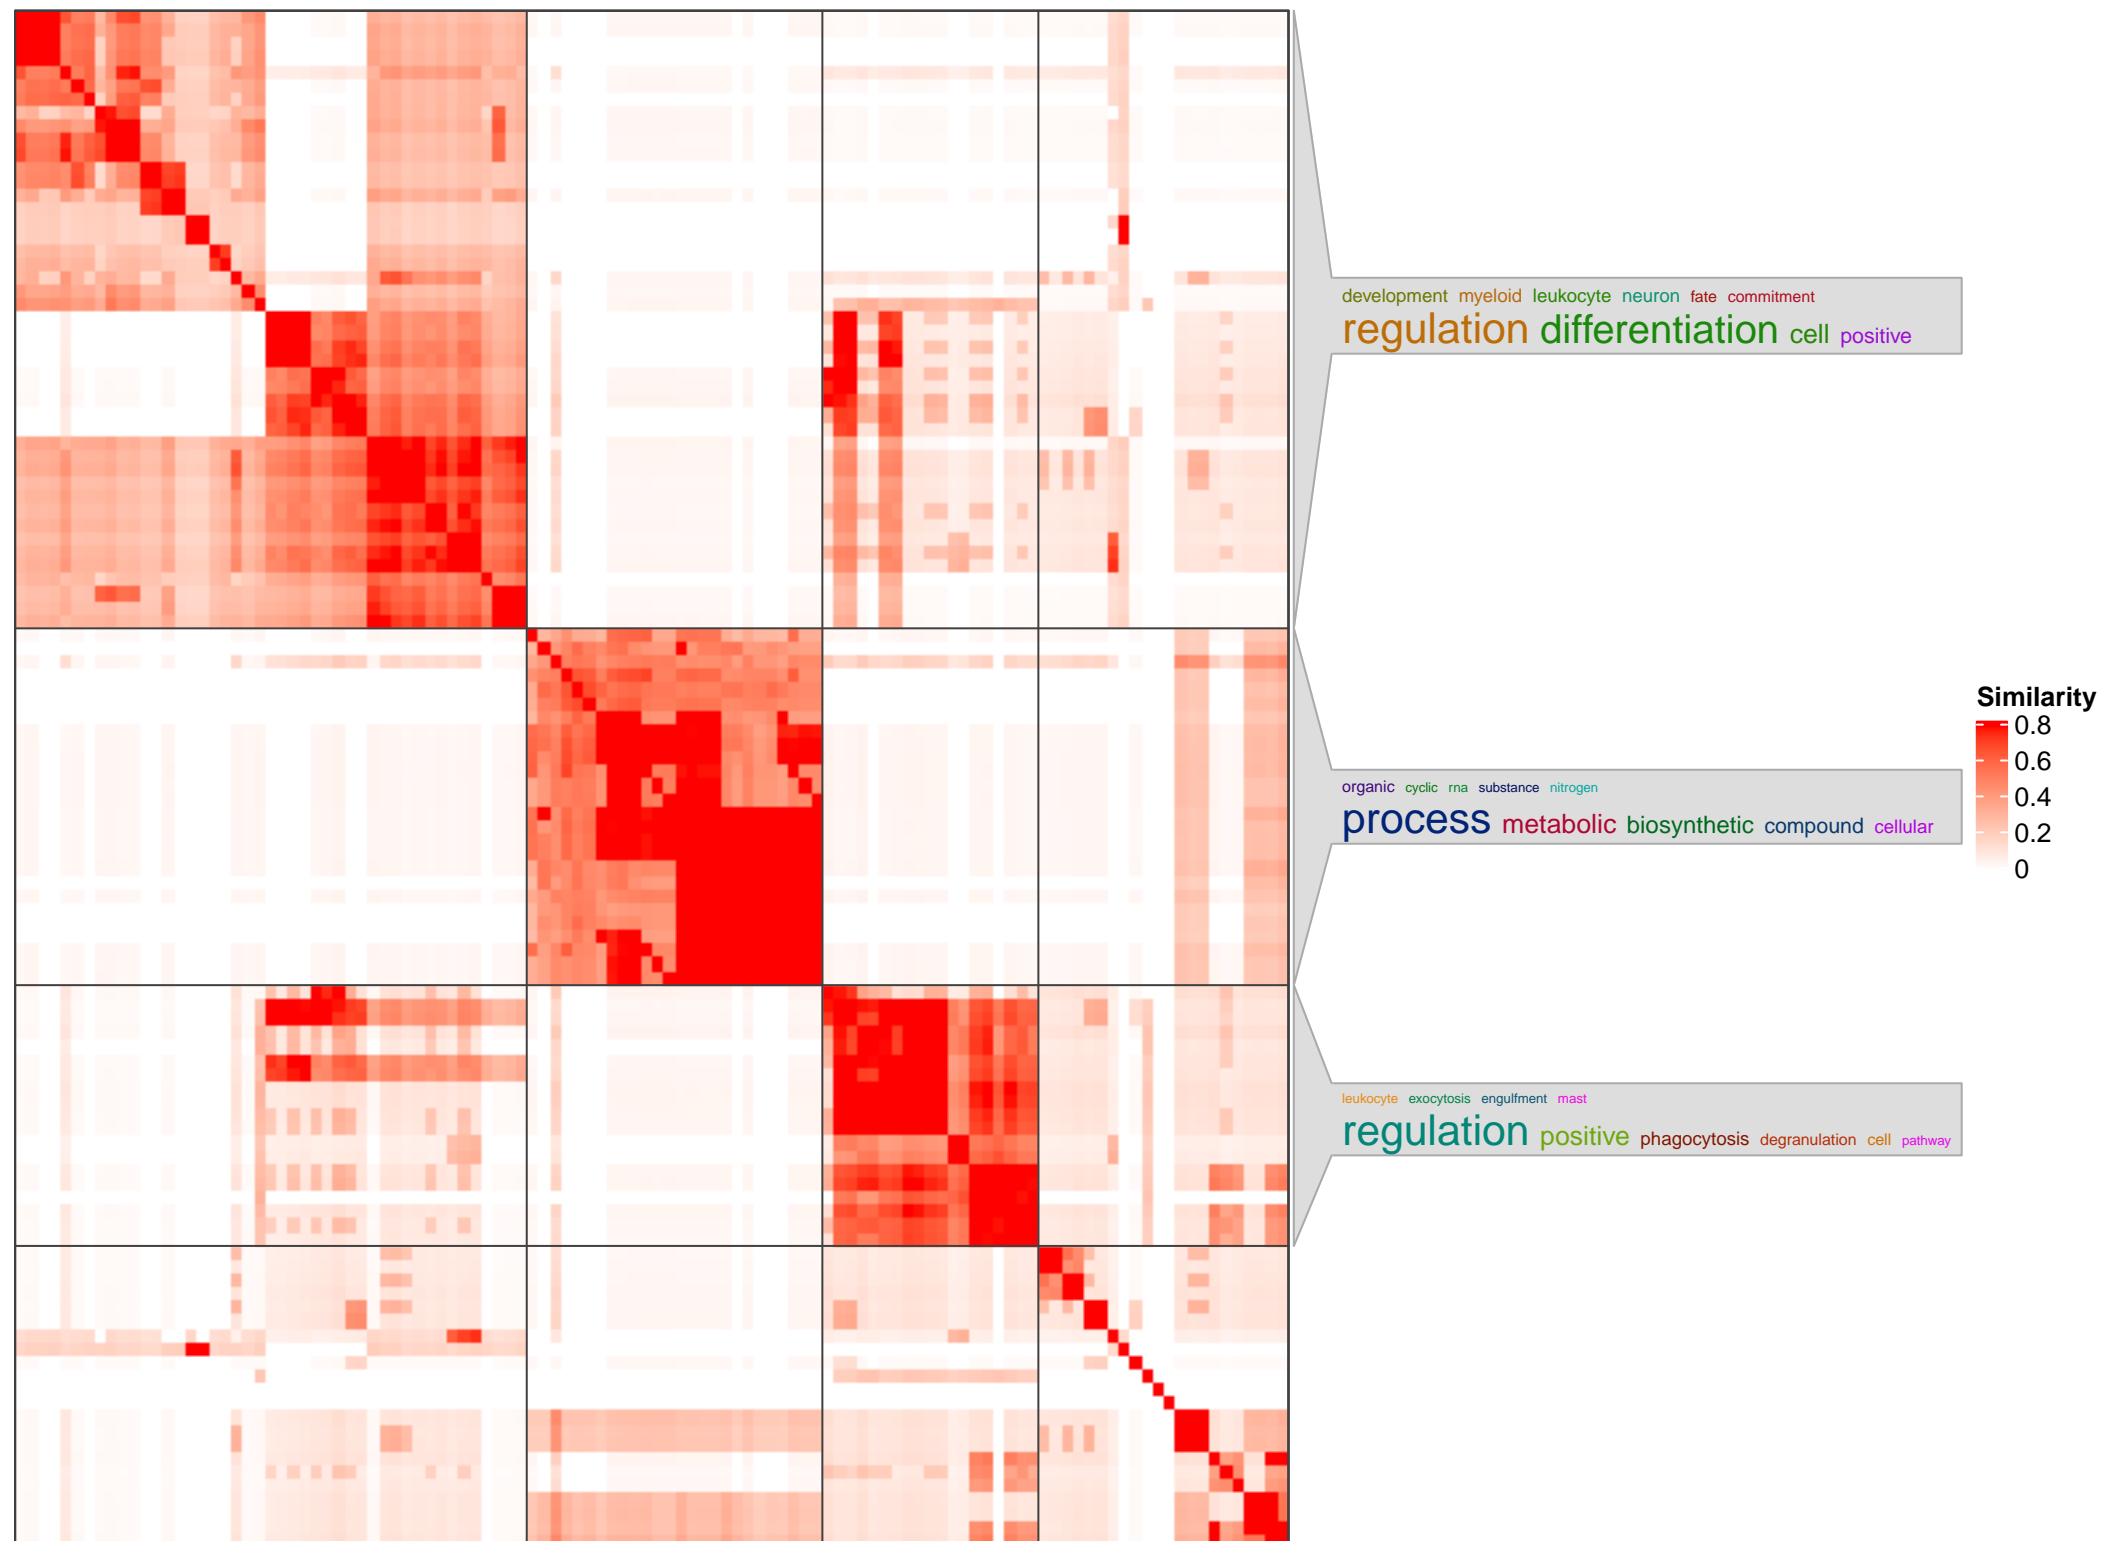 development myeloid leukocyte neuron fate commitment
regulation differentiation cell positive
Similarity
0.8
0.6
0.4
0.2
0
organic cyclic rna substance nitrogen
process metabolic biosynthetic compound cellular
leukocyte exocytosis engulfment mast
regulation positive phagocytosis degranulation cell pathway